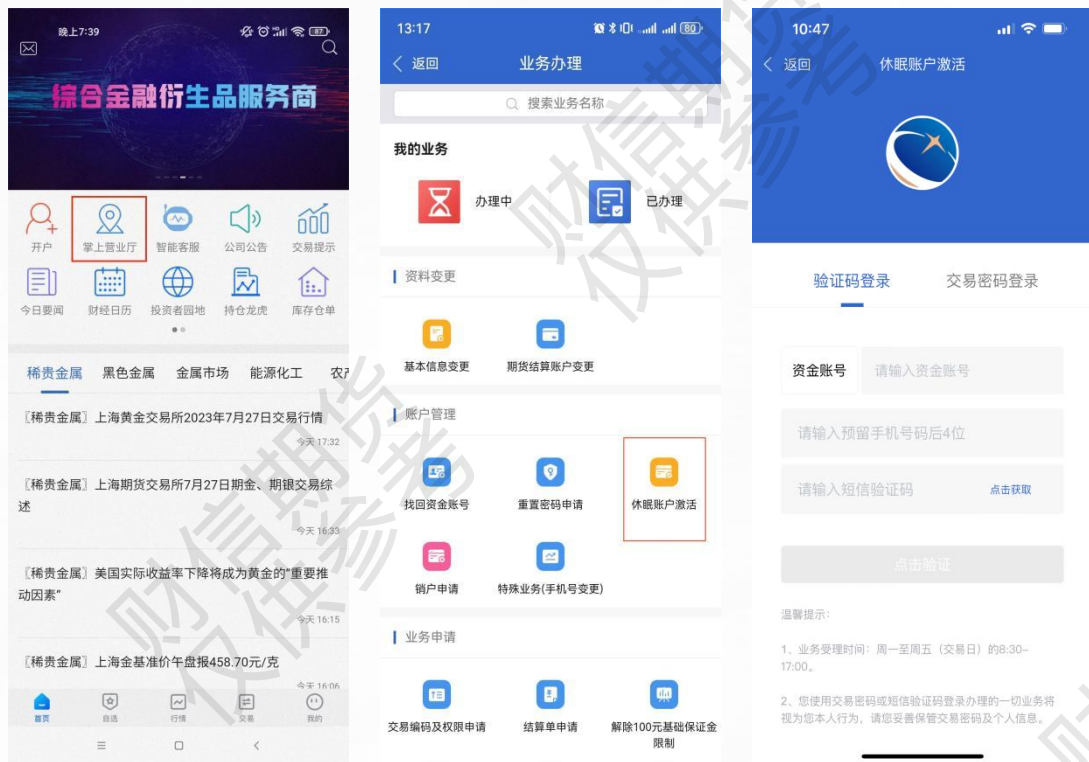 晚上7:39
87
综合金融衍生品服务商
开户
掌上营业厅
智能客服
公司公告
交易提示
今日要闻
财经日历
投资者园地
持仓龙虎
库存仓单
稀贵金属
黑色金属
金属市场
能源化工
农产
〖稀贵金属〗上海黄金交易所2023年7月27日交易行情
今天 17:32
〖稀贵金属〗上海期货交易所7月27日期金、期银交易综
述
今天 16:33
〖稀贵金属〗美国实际收益率下降将成为黄金的“重要推
动因素”
今天 16:15
〖稀贵金属〗上海金基准价午盘报458.70元/克
今天 16:06
首页
自选
行情
交易
我的
13:17
80
返回
业务办理
搜索业务名称
我的业务
办理中
已办理
资料变更
基本信息变更
期货结算账户变更
账户管理
找回资金账号
重置密码申请
休眠账户激活
销户申请
特殊业务(手机号变更)
业务申请
交易编码及权限申请
结算单申请
解除100元基础保证金
限制
10:47
返回
休眠账户激活
验证码登录
交易密码登录
资金账号
请输入资金账号
请输入预留手机号码后4位
请输入短信验证码
点击获取
点击验证
温馨提示：
1、业务受理时间：周一至周五（交易日）的8:30–
17:00。
2、您使用交易密码或短信验证码登录办理的一切业务将
视为您本人行为，请您妥善保管交易密码及个人信息。
财信期货
仅供参考
财信期货
仅供参考